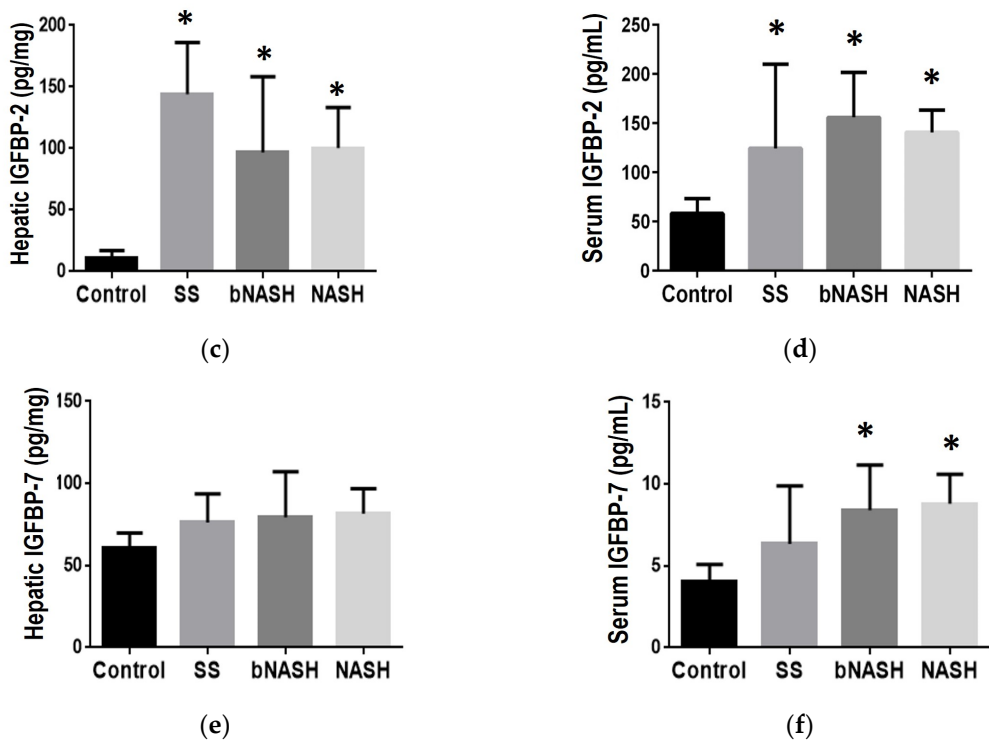 Hepatic IGFBP-2 (pg/mg)
200
150
100
50
0
* * *
Control SS bNASH NASH
(c)
Serum IGFBP-2 (pg/mL)
250
200
150
100
50
0
* * *
Control SS bNASH NASH
(d)
Hepatic IGFBP-7 (pg/mg)
150
100
50
0
Control SS bNASH NASH
(e)
Serum IGFBP-7 (pg/mL)
15
10
5
0
* *
Control SS bNASH NASH
(f)